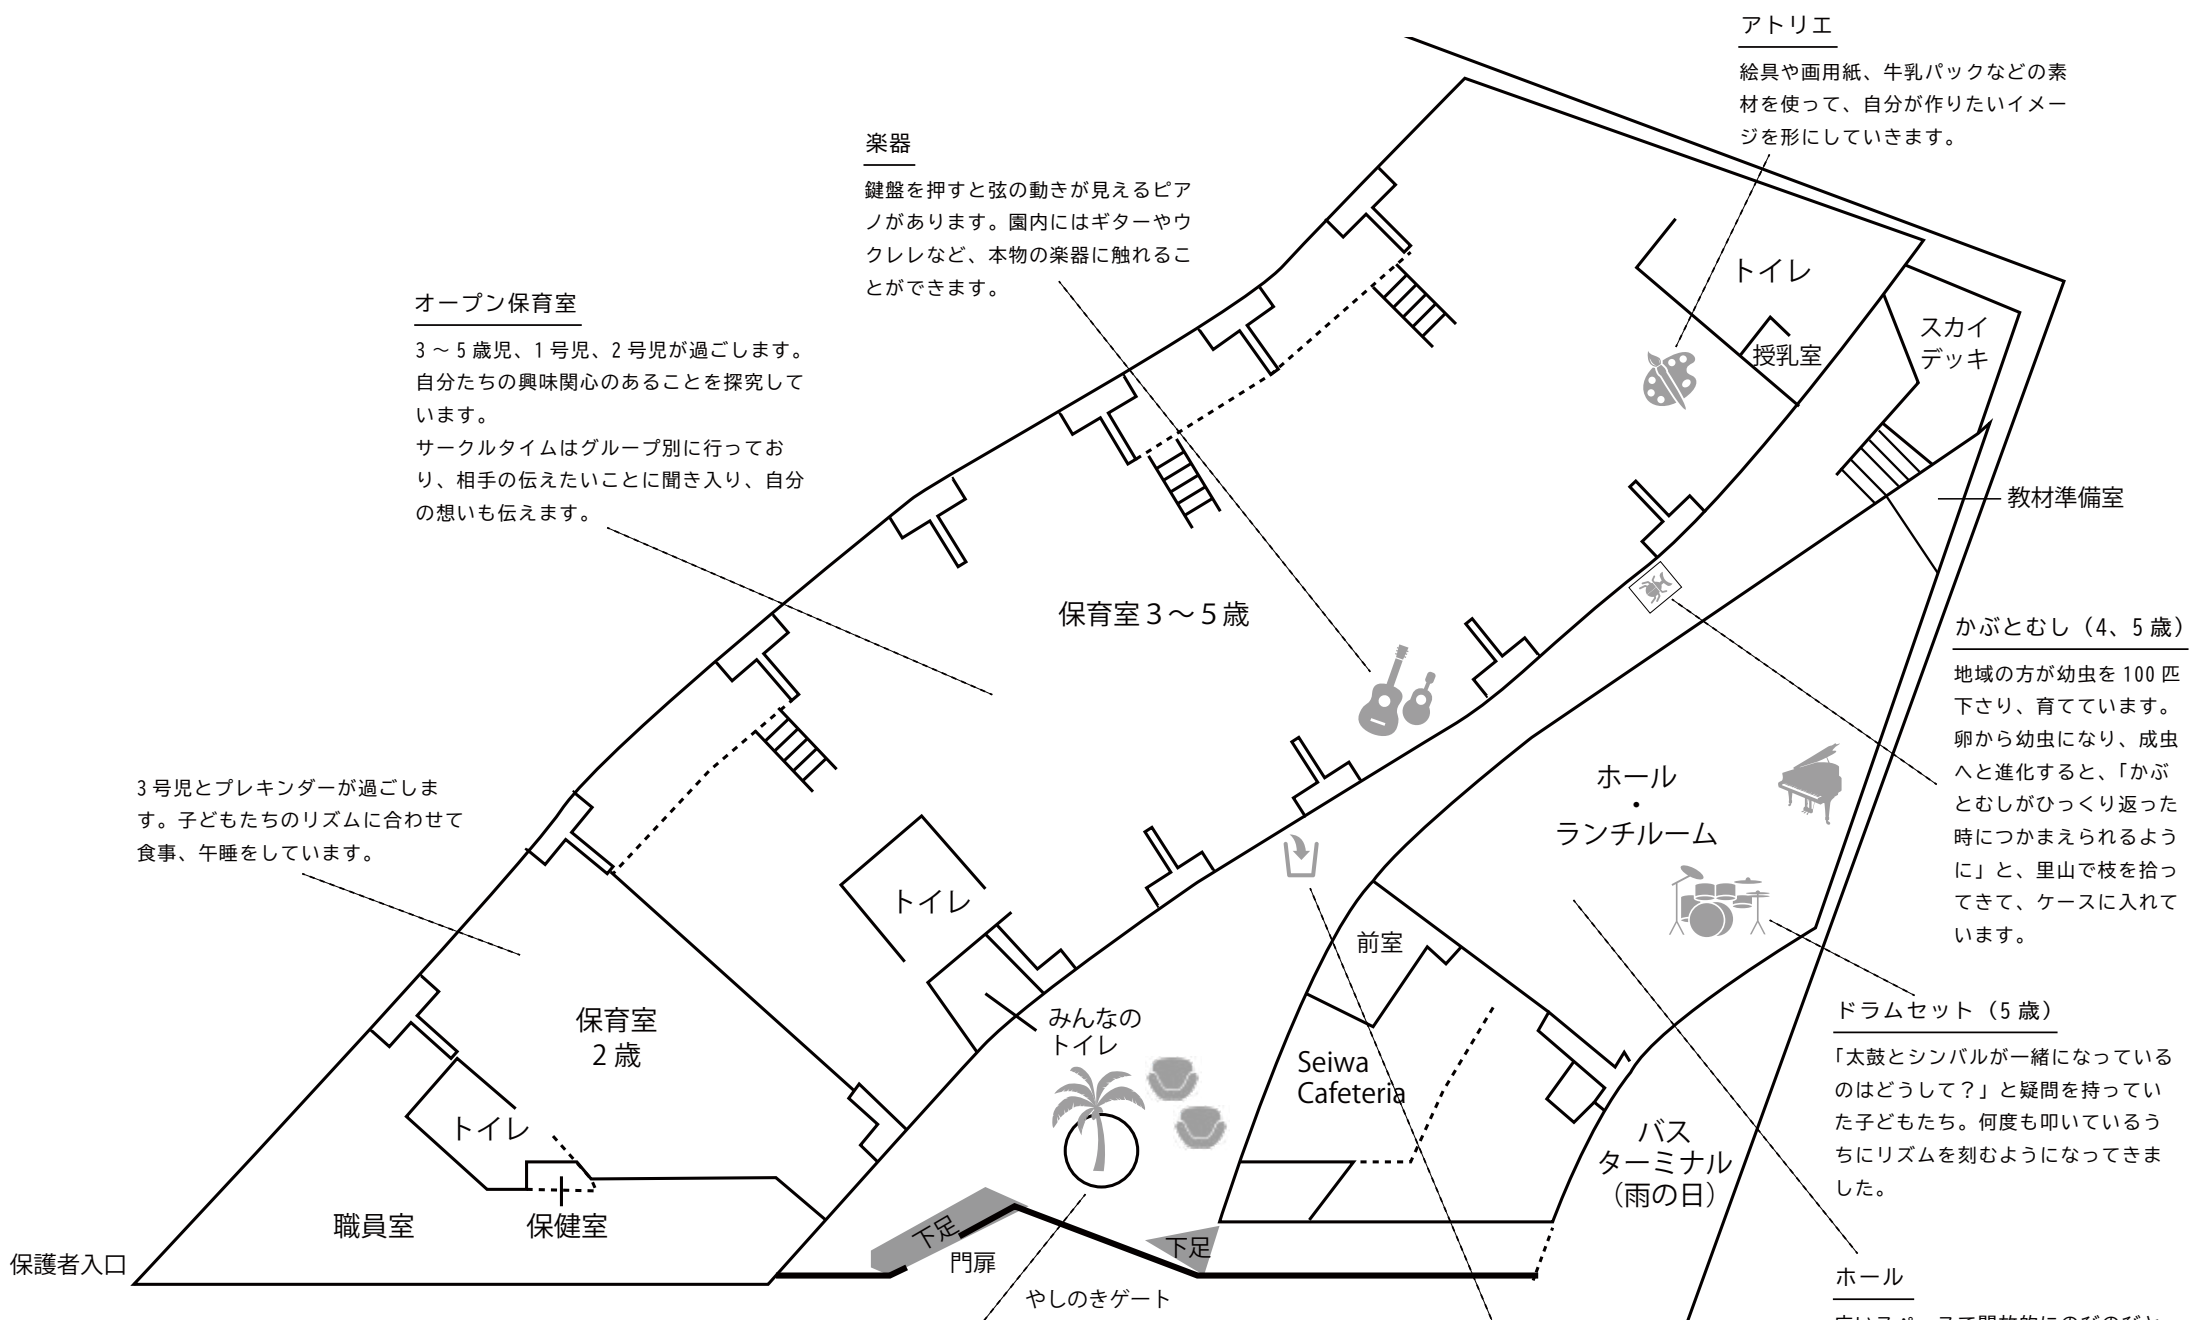 アトリエ
絵具や画用紙、牛乳パックなどの素
材を使って、自分が作りたいイメー
ジを形にしていきます。
楽器
鍵盤を押すと弦の動きが見えるピア
ノがあります。園内にはギターやウ
クレレなど、本物の楽器に触れるこ
とができます。
オープン保育室
3～5歳児、1号児、2号児が過ごします。
自分たちの興味関心のあることを探究して
います。
サークルタイムはグループ別に行ってお
り、相手の伝えたいことに聞き入り、自分
の想いも伝えます。
トイレ
授乳室
スカイ
デッキ
教材準備室
保育室3～5歳
かぶとむし（4、5歳）
地域の方が幼虫を100匹
下さり、育てています。
卵から幼虫になり、成虫
へと進化すると、「かぶ
とむしがひっくり返った
時につかまえられるよう
に」と、里山で枝を拾っ
てきて、ケースに入れて
います。
3号児とプレキンダーが過ごしま
す。子どもたちのリズムに合わせて
食事、午睡をしています。
ホール
・
ランチルーム
トイレ
前室
保育室
2歳
みんなの
トイレ
Seiwa
Cafeteria
ドラムセット（5歳）
「太鼓とシンバルが一緒になっている
のはどうして？」と疑問を持ってい
た子どもたち。何度も叩いているう
ちにリズムを刻むようになってきま
した。
トイレ
バス
ターミナル
（雨の日）
職員室
保健室
下足
下足
門扉
保護者入口
やしのきゲート
ホール